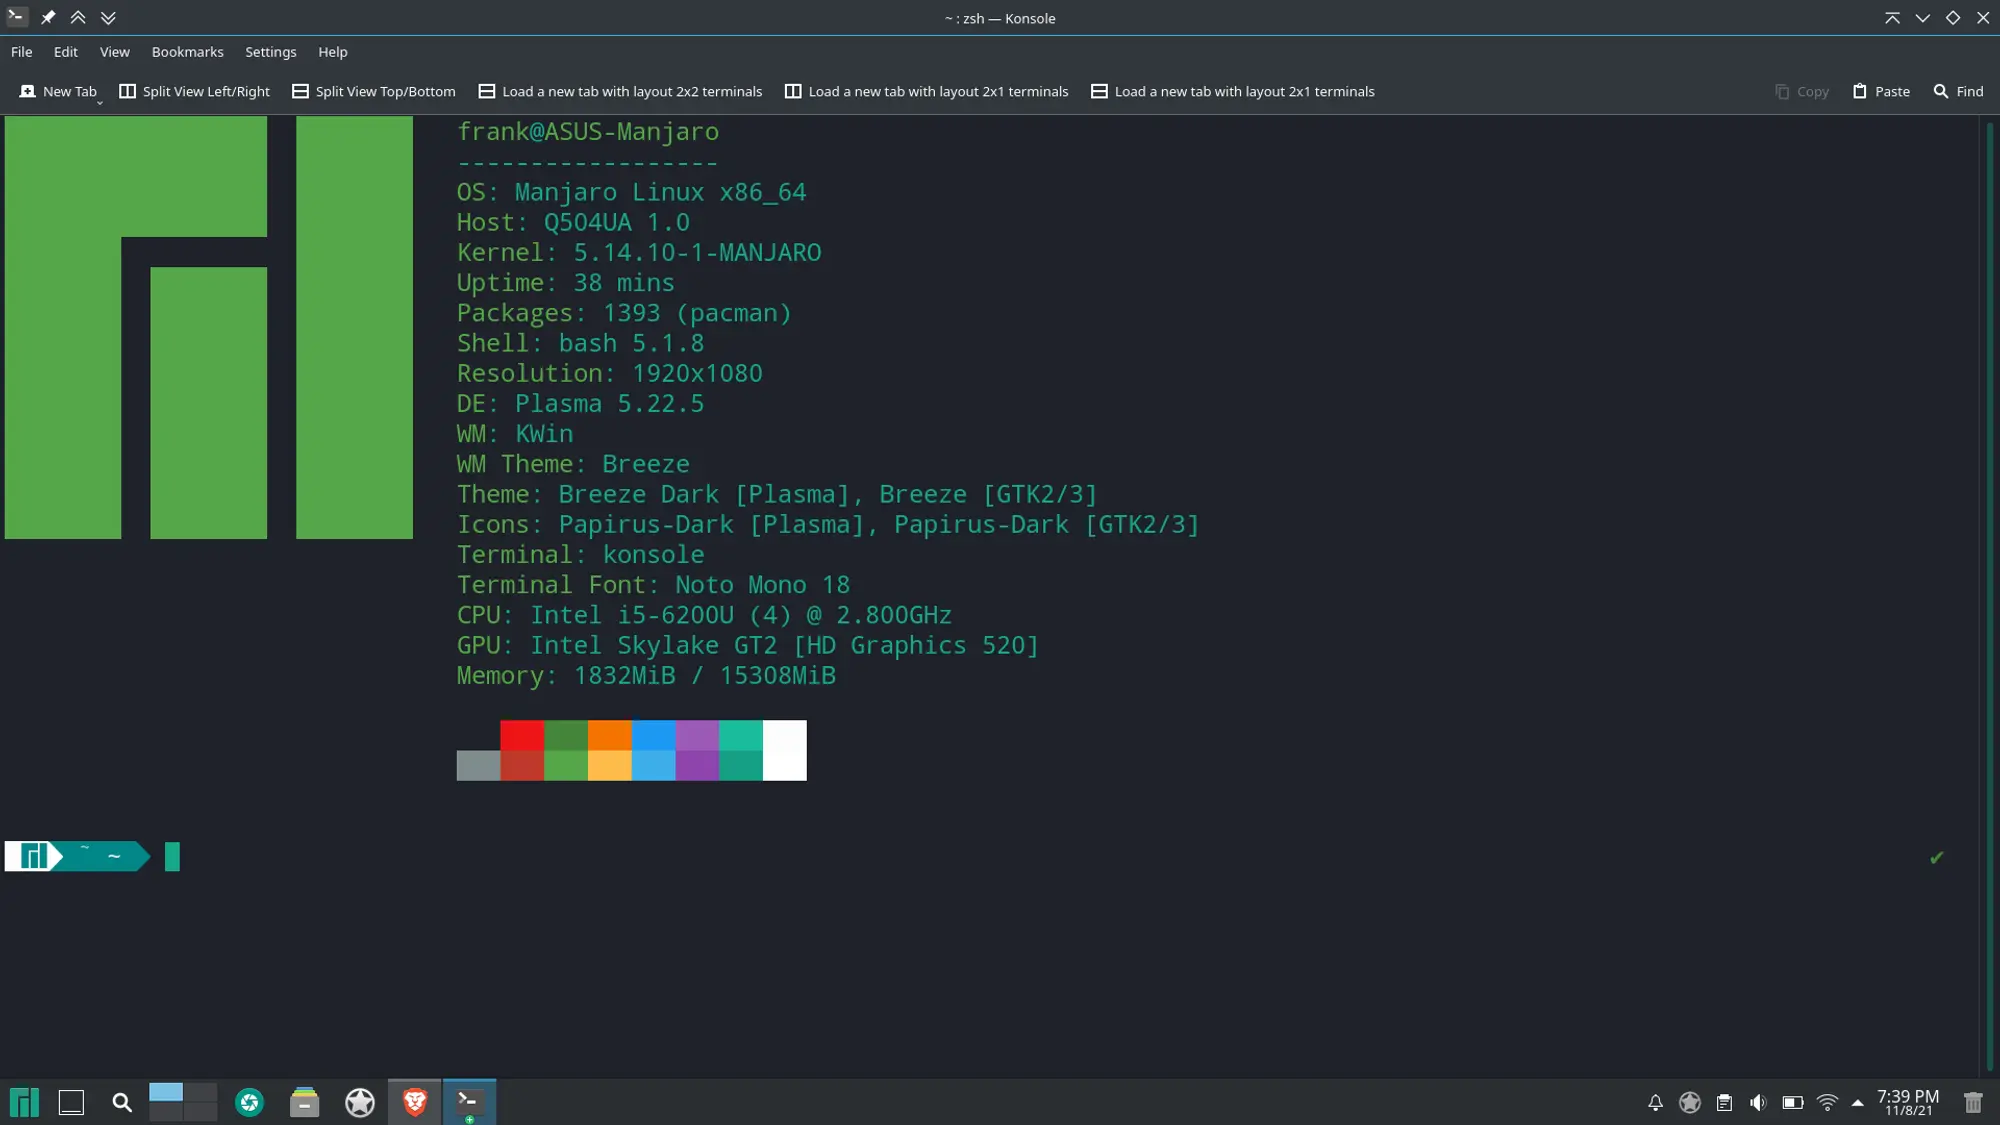 ~ : zsh — Konsole
File Edit View Bookmarks Settings Help
New Tab Split View Left/Right Split View Top/Bottom Load a new tab with layout 2x2 terminals Load a new tab with layout 2x1 terminals Load a new tab with layout 2x1 terminals Copy Paste Find
frank@ASUS-Manjaro
------------------
OS: Manjaro Linux x86_64
Host: Q504UA 1.0
Kernel: 5.14.10-1-MANJARO
Uptime: 38 mins
Packages: 1393 (pacman)
Shell: bash 5.1.8
Resolution: 1920x1080
DE: Plasma 5.22.5
WM: KWin
WM Theme: Breeze
Theme: Breeze Dark [Plasma], Breeze [GTK2/3]
Icons: Papirus-Dark [Plasma], Papirus-Dark [GTK2/3]
Terminal: konsole
Terminal Font: Noto Mono 18
CPU: Intel i5-6200U (4) @ 2.800GHz
GPU: Intel Skylake GT2 [HD Graphics 520]
Memory: 1832MiB / 15308MiB
~ ~ ✔
7:39 PM
11/8/21